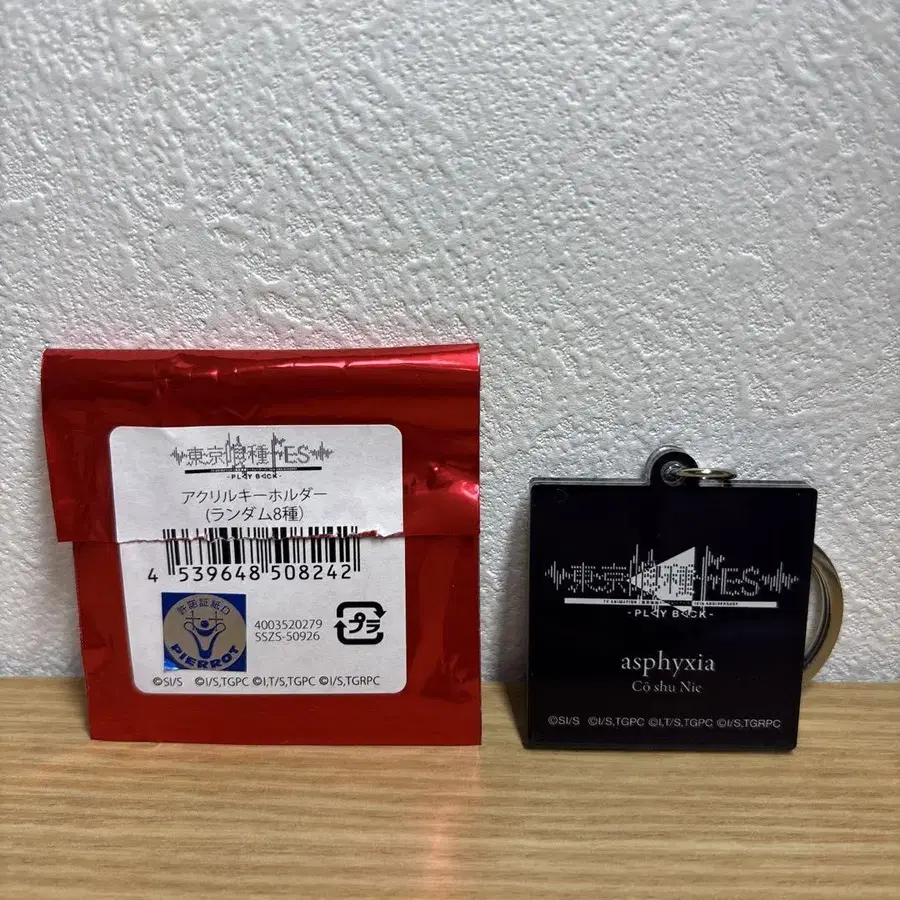 東京喰種FES
-PLAY BACK-
アクリルキーホルダー
(ランダム8種)
4 539648 508242
許諾証紙D
PIERROT
プラ
4003520279
SSZS-50926
©SI/S ©I/S,TGPC ©I,T/S,TGPC ©I/S,TGRPC
東京喰種FES
-PLAY BACK-
asphyxia
Cö shu Nie
©SI/S ©I/S,TGPC ©I,T/S,TGPC ©I/S,TGRPC